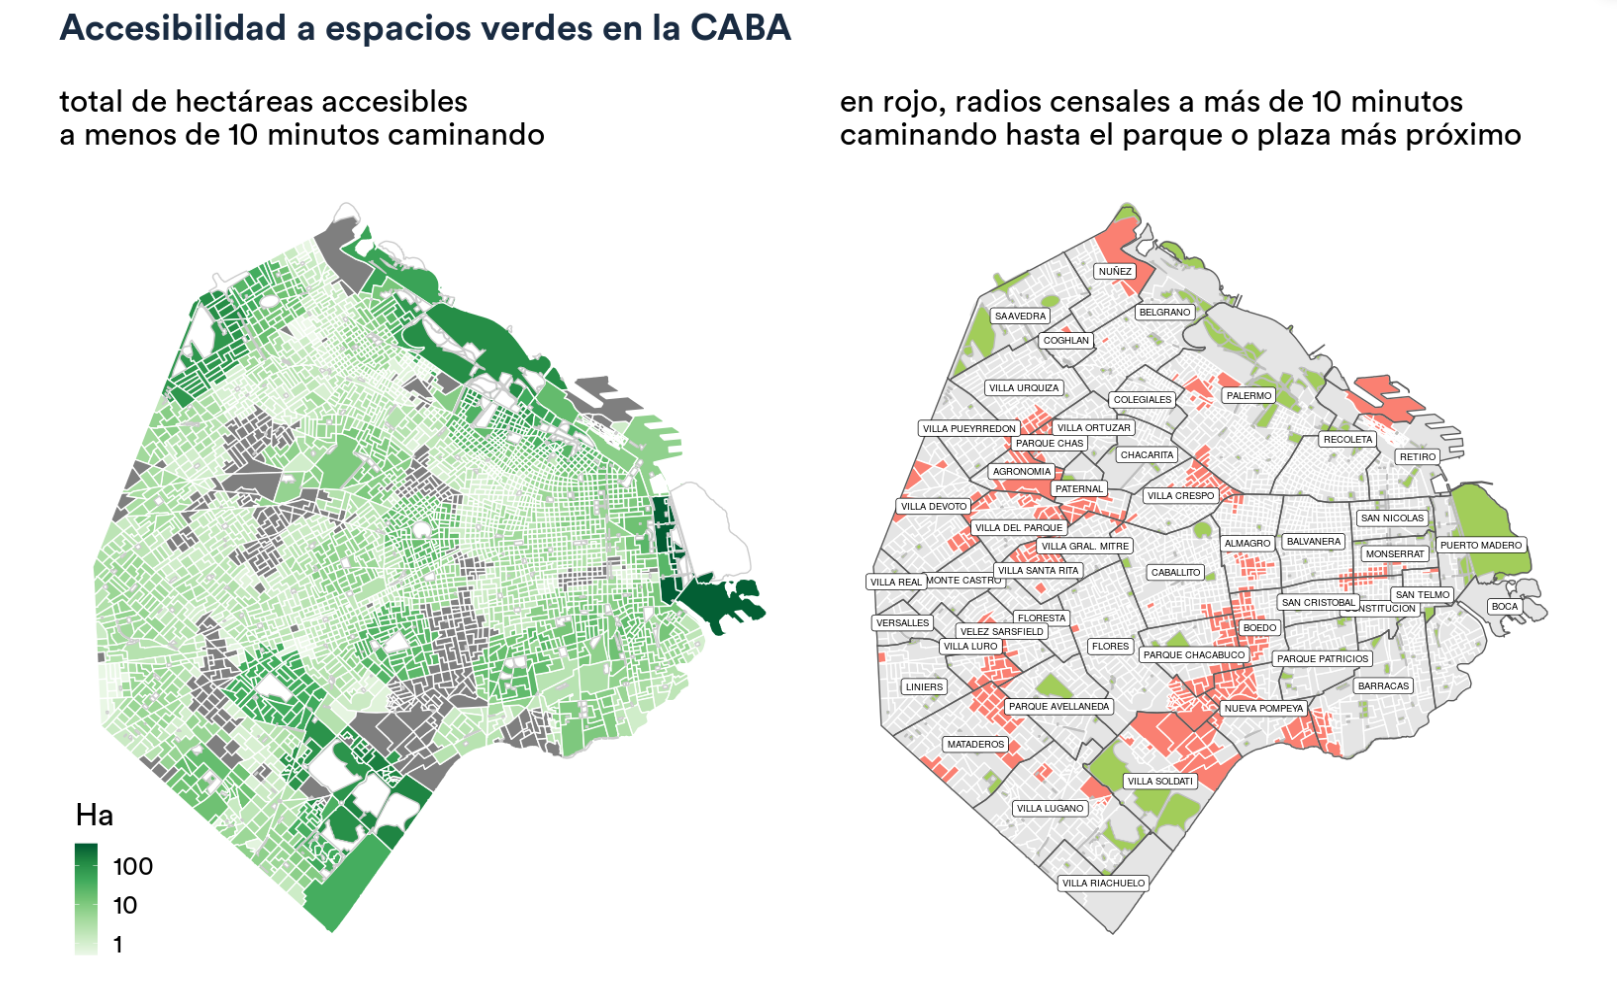 Accesibilidad a espacios verdes en la CABA
total de hectáreas accesibles
a menos de 10 minutos caminando
Ha
100
10
1
en rojo, radios censales a más de 10 minutos
caminando hasta el parque o plaza más próximo
NUÑEZ
SAAVEDRA
BELGRANO
COGHLAN
VILLA URQUIZA
COLEGIALES
PALERMO
VILLA PUEYRREDON
VILLA ORTUZAR
PARQUE CHAS
RECOLETA
CHACARITA
RETIRO
AGRONOMIA
PATERNAL
VILLA CRESPO
VILLA DEVOTO
SAN NICOLAS
VILLA DEL PARQUE
VILLA GRAL. MITRE
ALMAGRO
BALVANERA
PUERTO MADERO
MONSERRAT
VILLA SANTA RITA
CABALLITO
VILLA REAL
MONTE CASTRO
SAN TELMO
SAN CRISTOBAL
ONSTITUCION
BOCA
VERSALLES
FLORESTA
VELEZ SARSFIELD
BOEDO
VILLA LURO
FLORES
PARQUE CHACABUCO
PARQUE PATRICIOS
LINIERS
BARRACAS
PARQUE AVELLANEDA
NUEVA POMPEYA
MATADEROS
VILLA SOLDATI
VILLA LUGANO
VILLA RIACHUELO